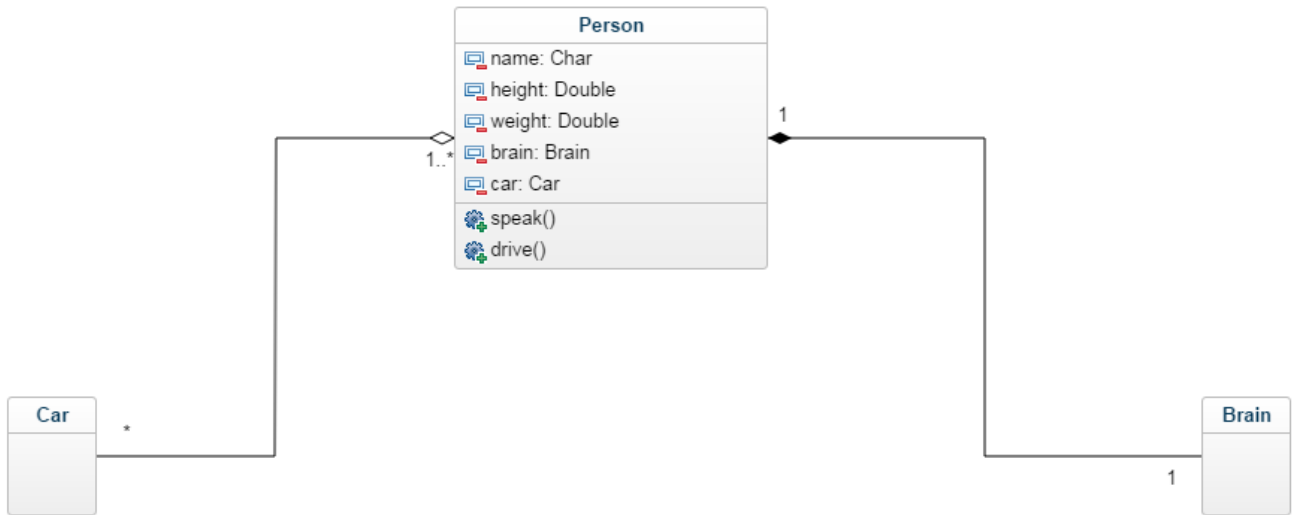 Person
name: Char
height: Double
weight: Double
brain: Brain
car: Car
speak()
drive()
1..*
1
Car
*
Brain
1